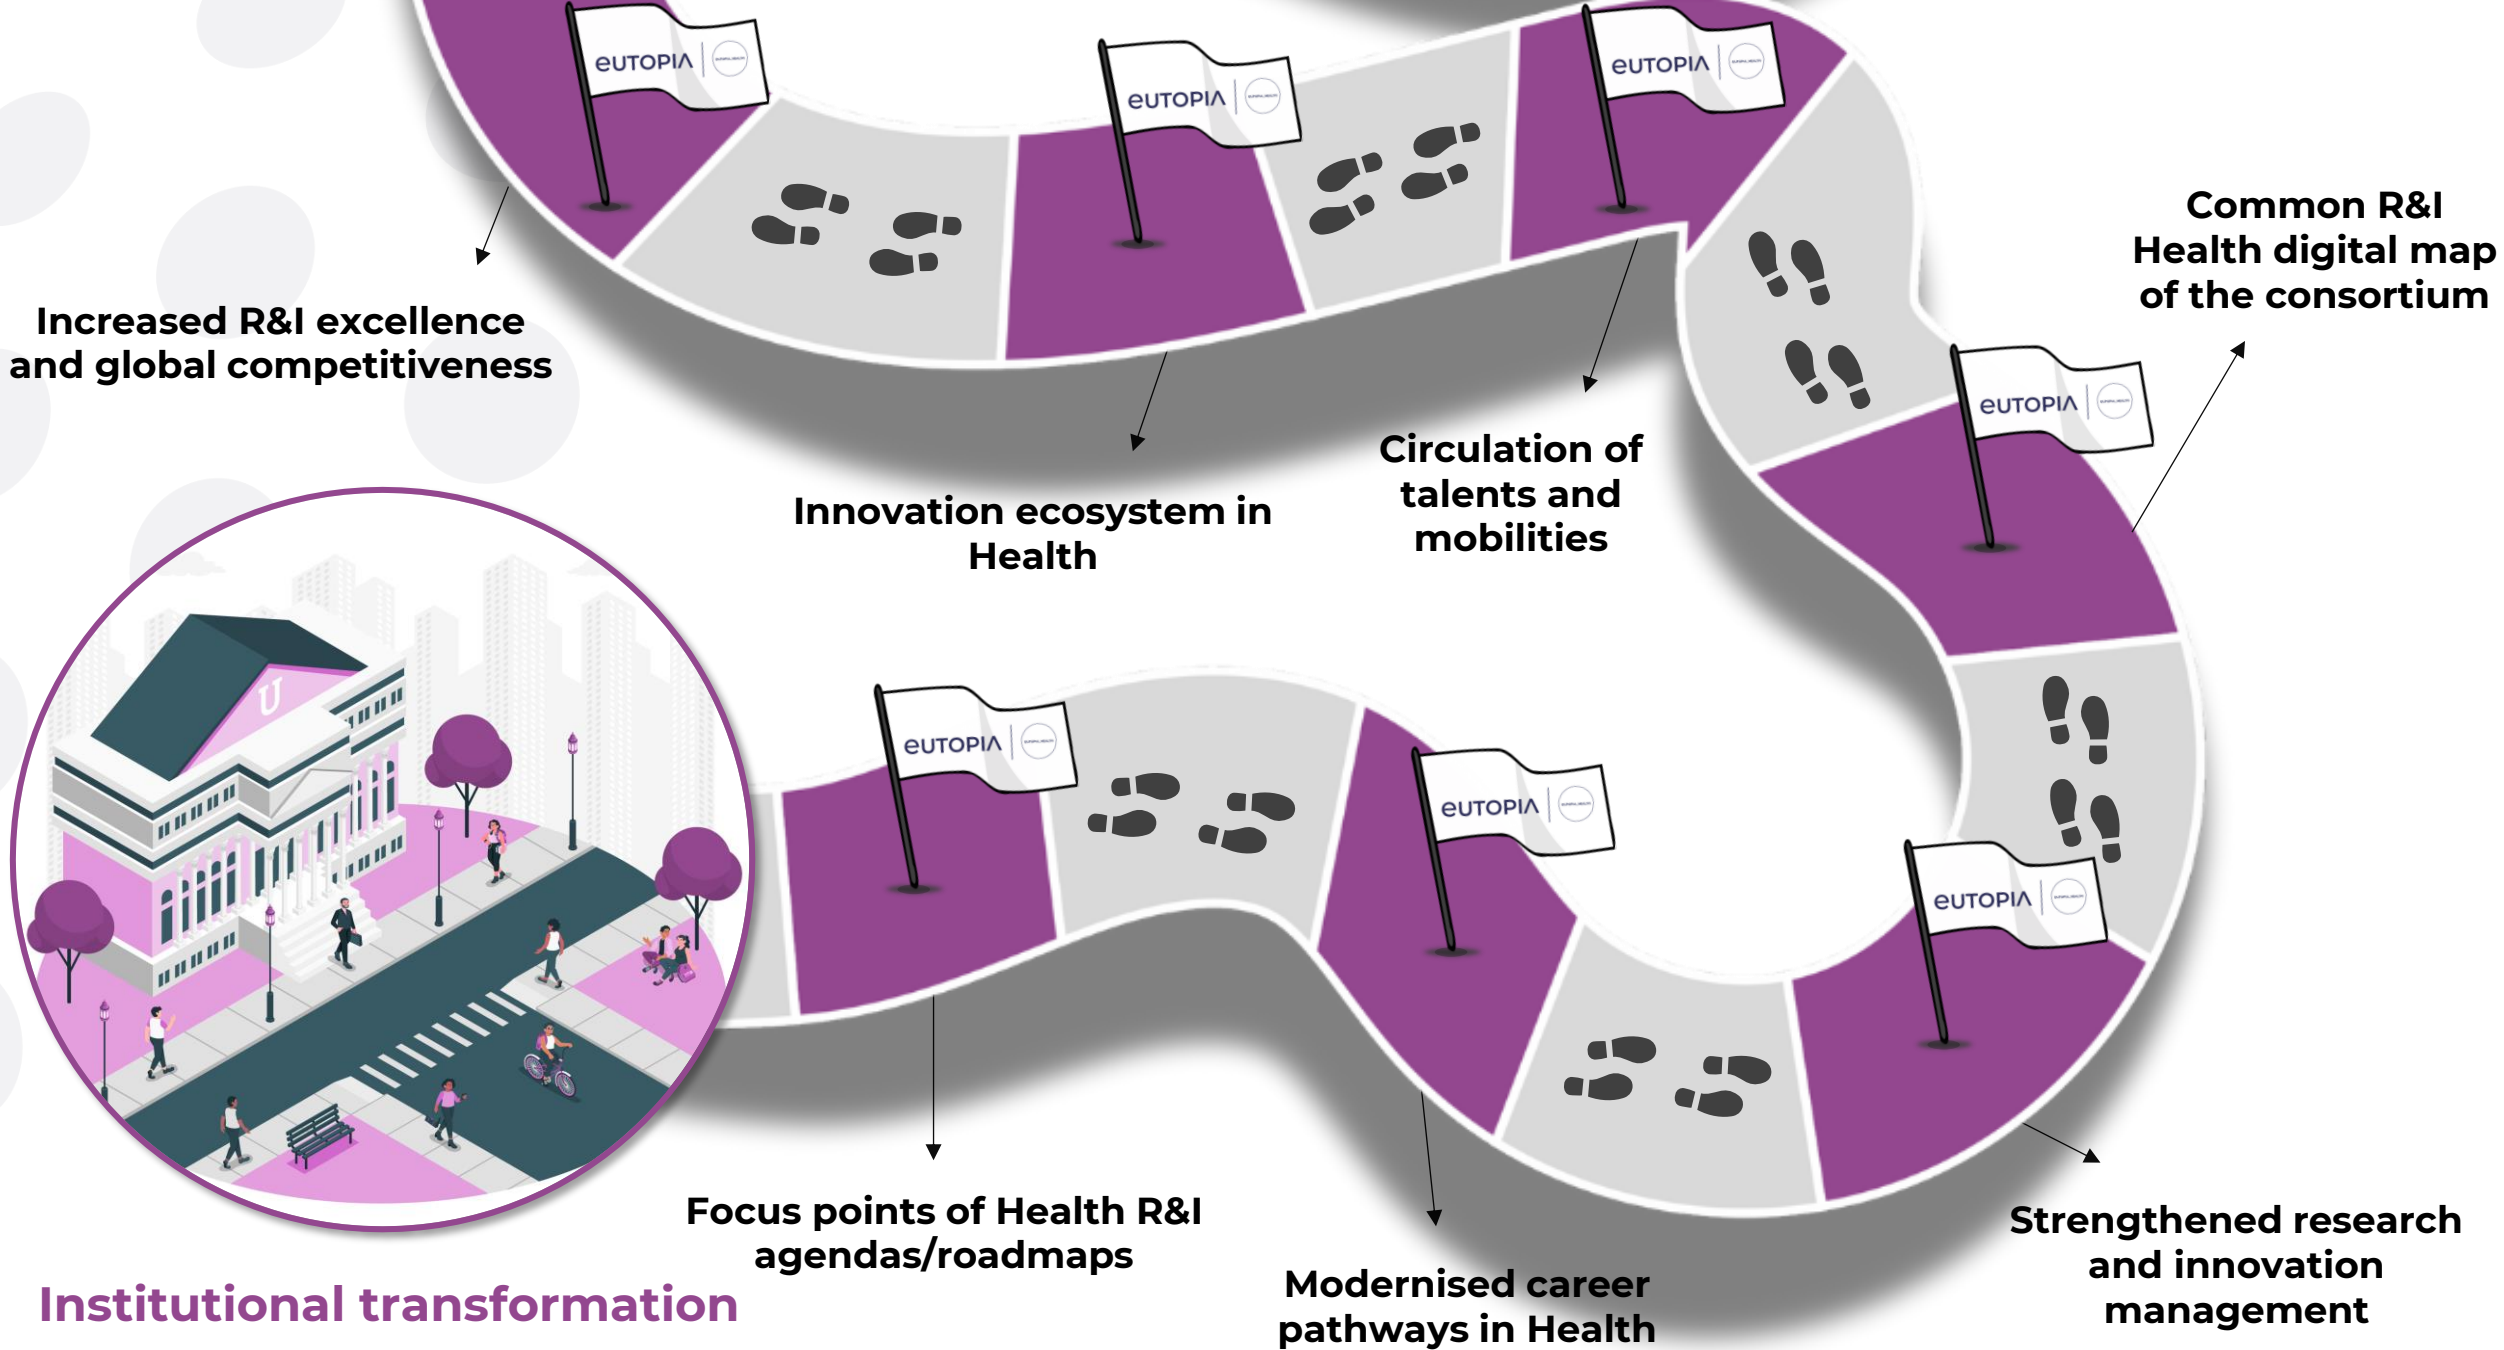 eUTOPIA
eUTOPIA
eUTOPIA
Common R&I
Health digital map
of the consortium
Increased R&I excellence
and global competitiveness
eUTOPIA
Circulation of
talents and
mobilities
Innovation ecosystem in
Health
U
eUTOPIA
eUTOPIA
eUTOPIA
Focus points of Health R&I
agendas/roadmaps
Strengthened research
and innovation
management
Modernised career
pathways in Health
Institutional transformation